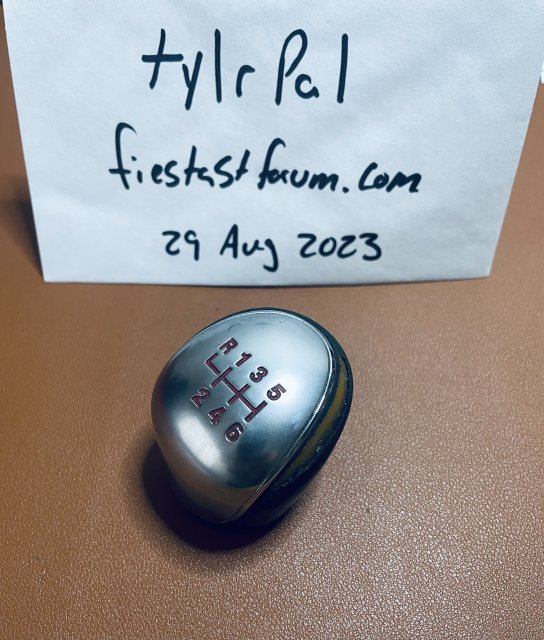 tylrPal
fiestastforum.com
29 Aug 2023
R 1 3 5
2 4 6